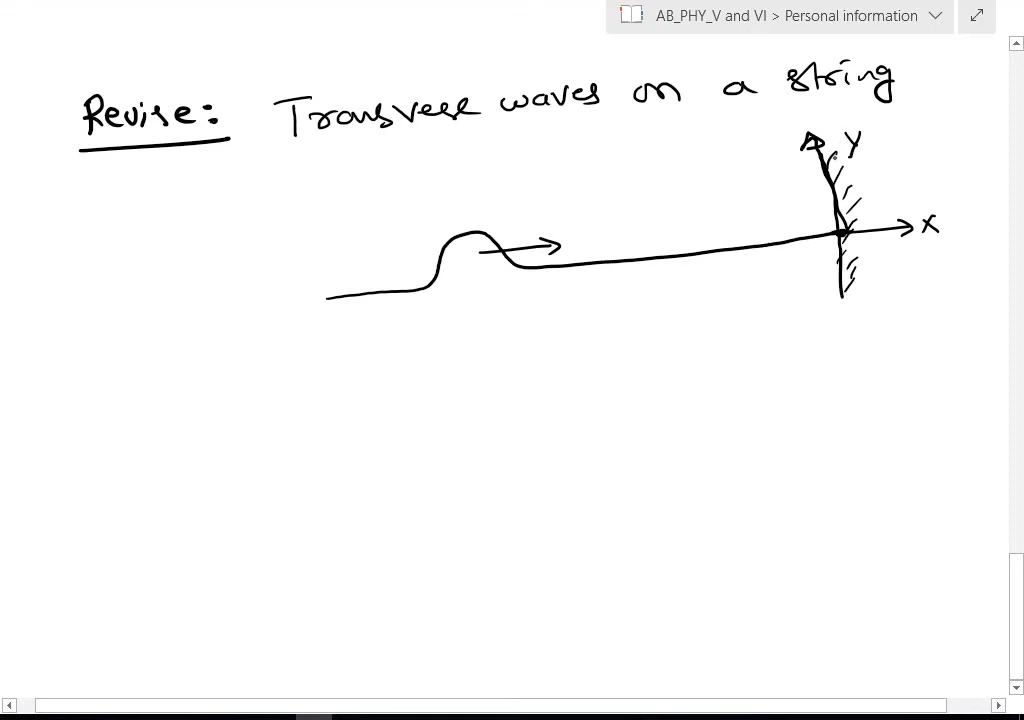 AB_PHY_V and VI > Personal information
Revise: Transverse waves on a string
Y
X